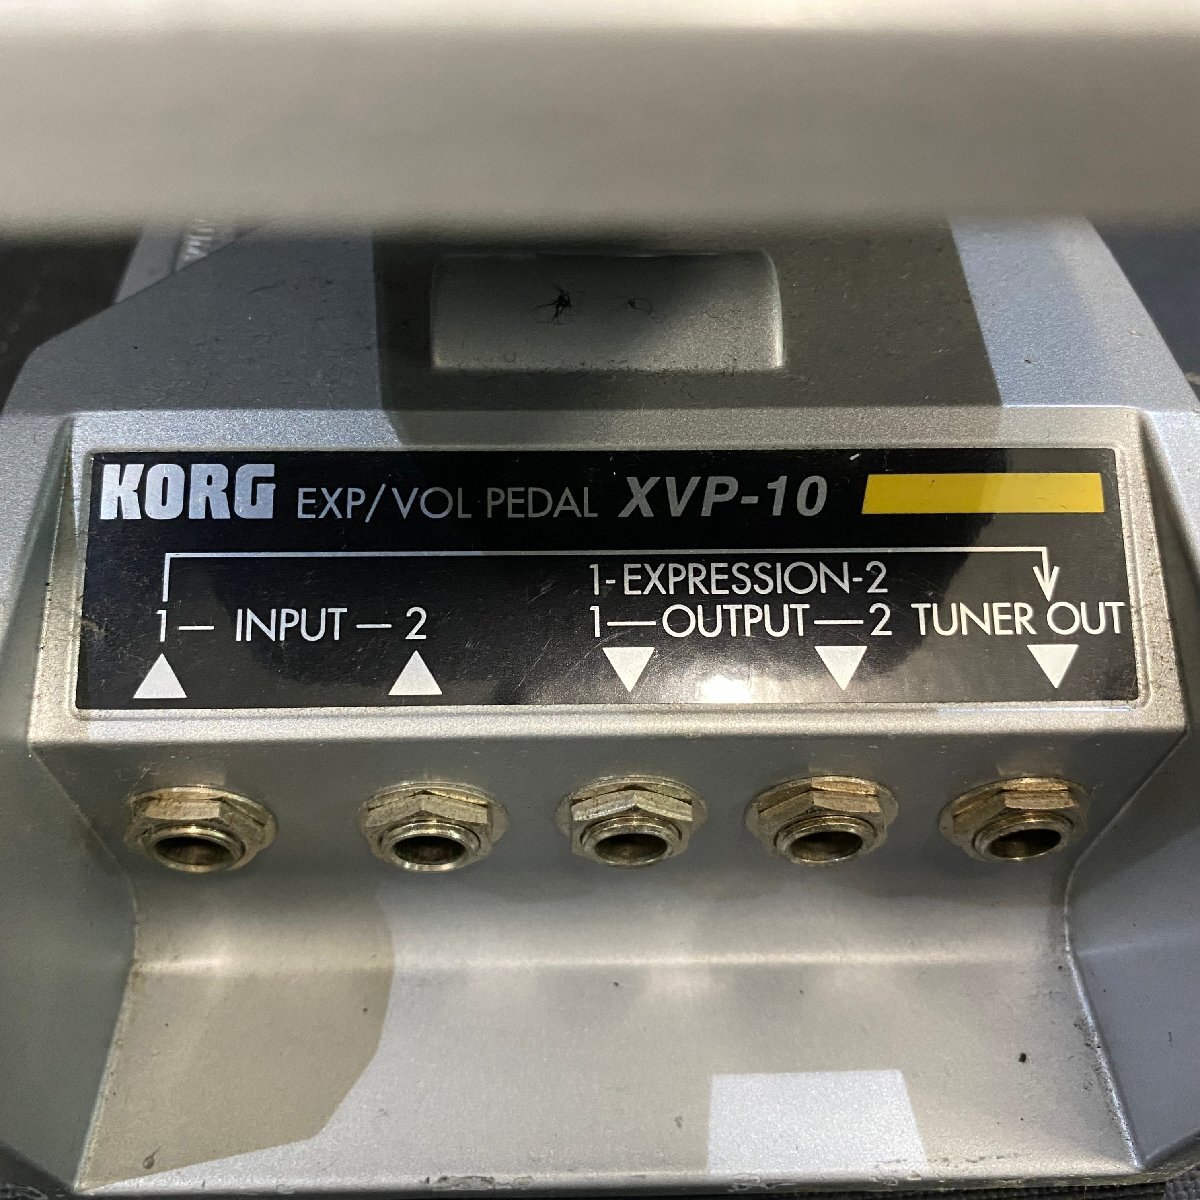 KORG EXP/VOL PEDAL XVP-10
1-EXPRESSION-2
1— INPUT —2 1—OUTPUT—2 TUNER OUT